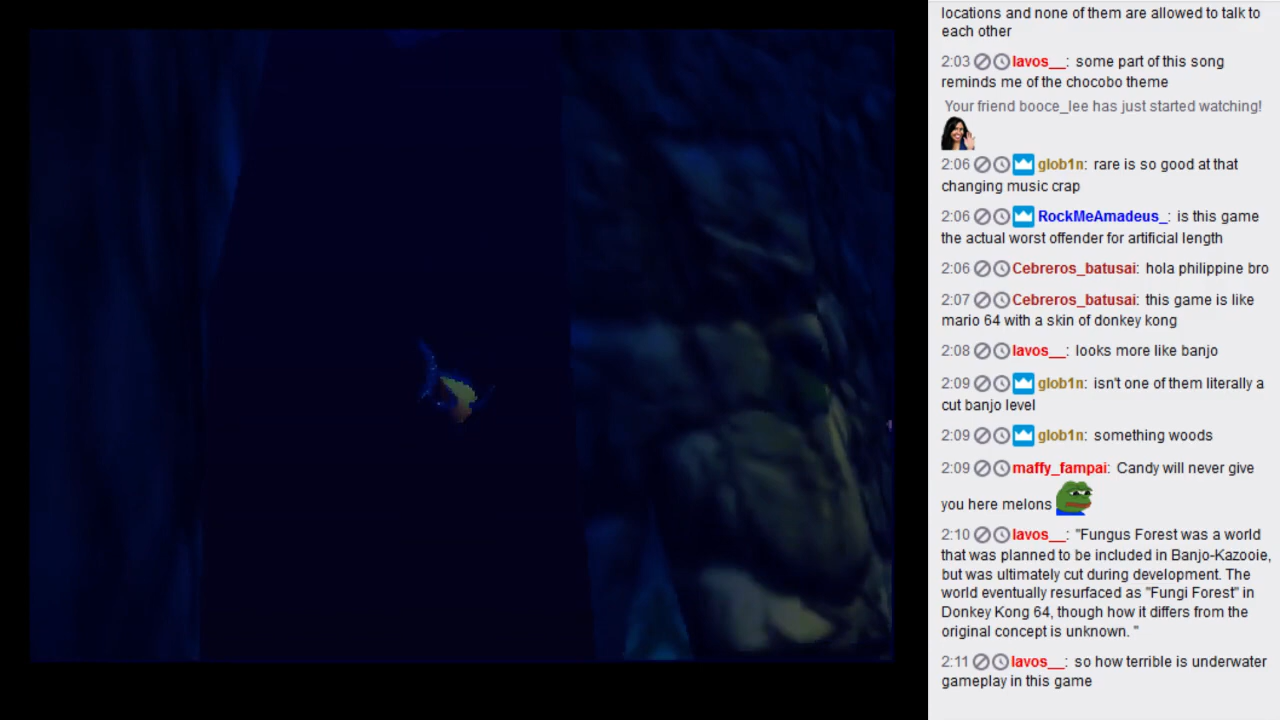 locations and none of them are allowed to talk to
each other
2:03 lavos__: some part of this song
reminds me of the chocobo theme
Your friend booce_lee has just started watching!
2:06 glob1n: rare is so good at that
changing music crap
2:06 RockMeAmadeus_: is this game
the actual worst offender for artificial length
2:06 Cebreros_batusai: hola philippine bro
2:07 Cebreros_batusai: this game is like
mario 64 with a skin of donkey kong
2:08 lavos__: looks more like banjo
2:09 glob1n: isn't one of them literally a
cut banjo level
2:09 glob1n: something woods
2:09 maffy_fampai: Candy will never give
you here melons
2:10 lavos__: "Fungus Forest was a world
that was planned to be included in Banjo-Kazooie,
but was ultimately cut during development. The
world eventually resurfaced as "Fungi Forest" in
Donkey Kong 64, though how it differs from the
original concept is unknown. "
2:11 lavos__: so how terrible is underwater
gameplay in this game